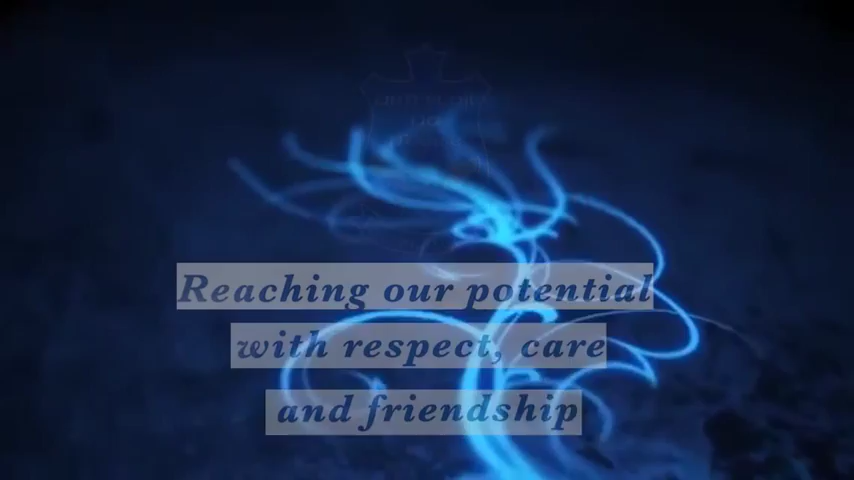 Reaching our potential
with respect, care
and friendship